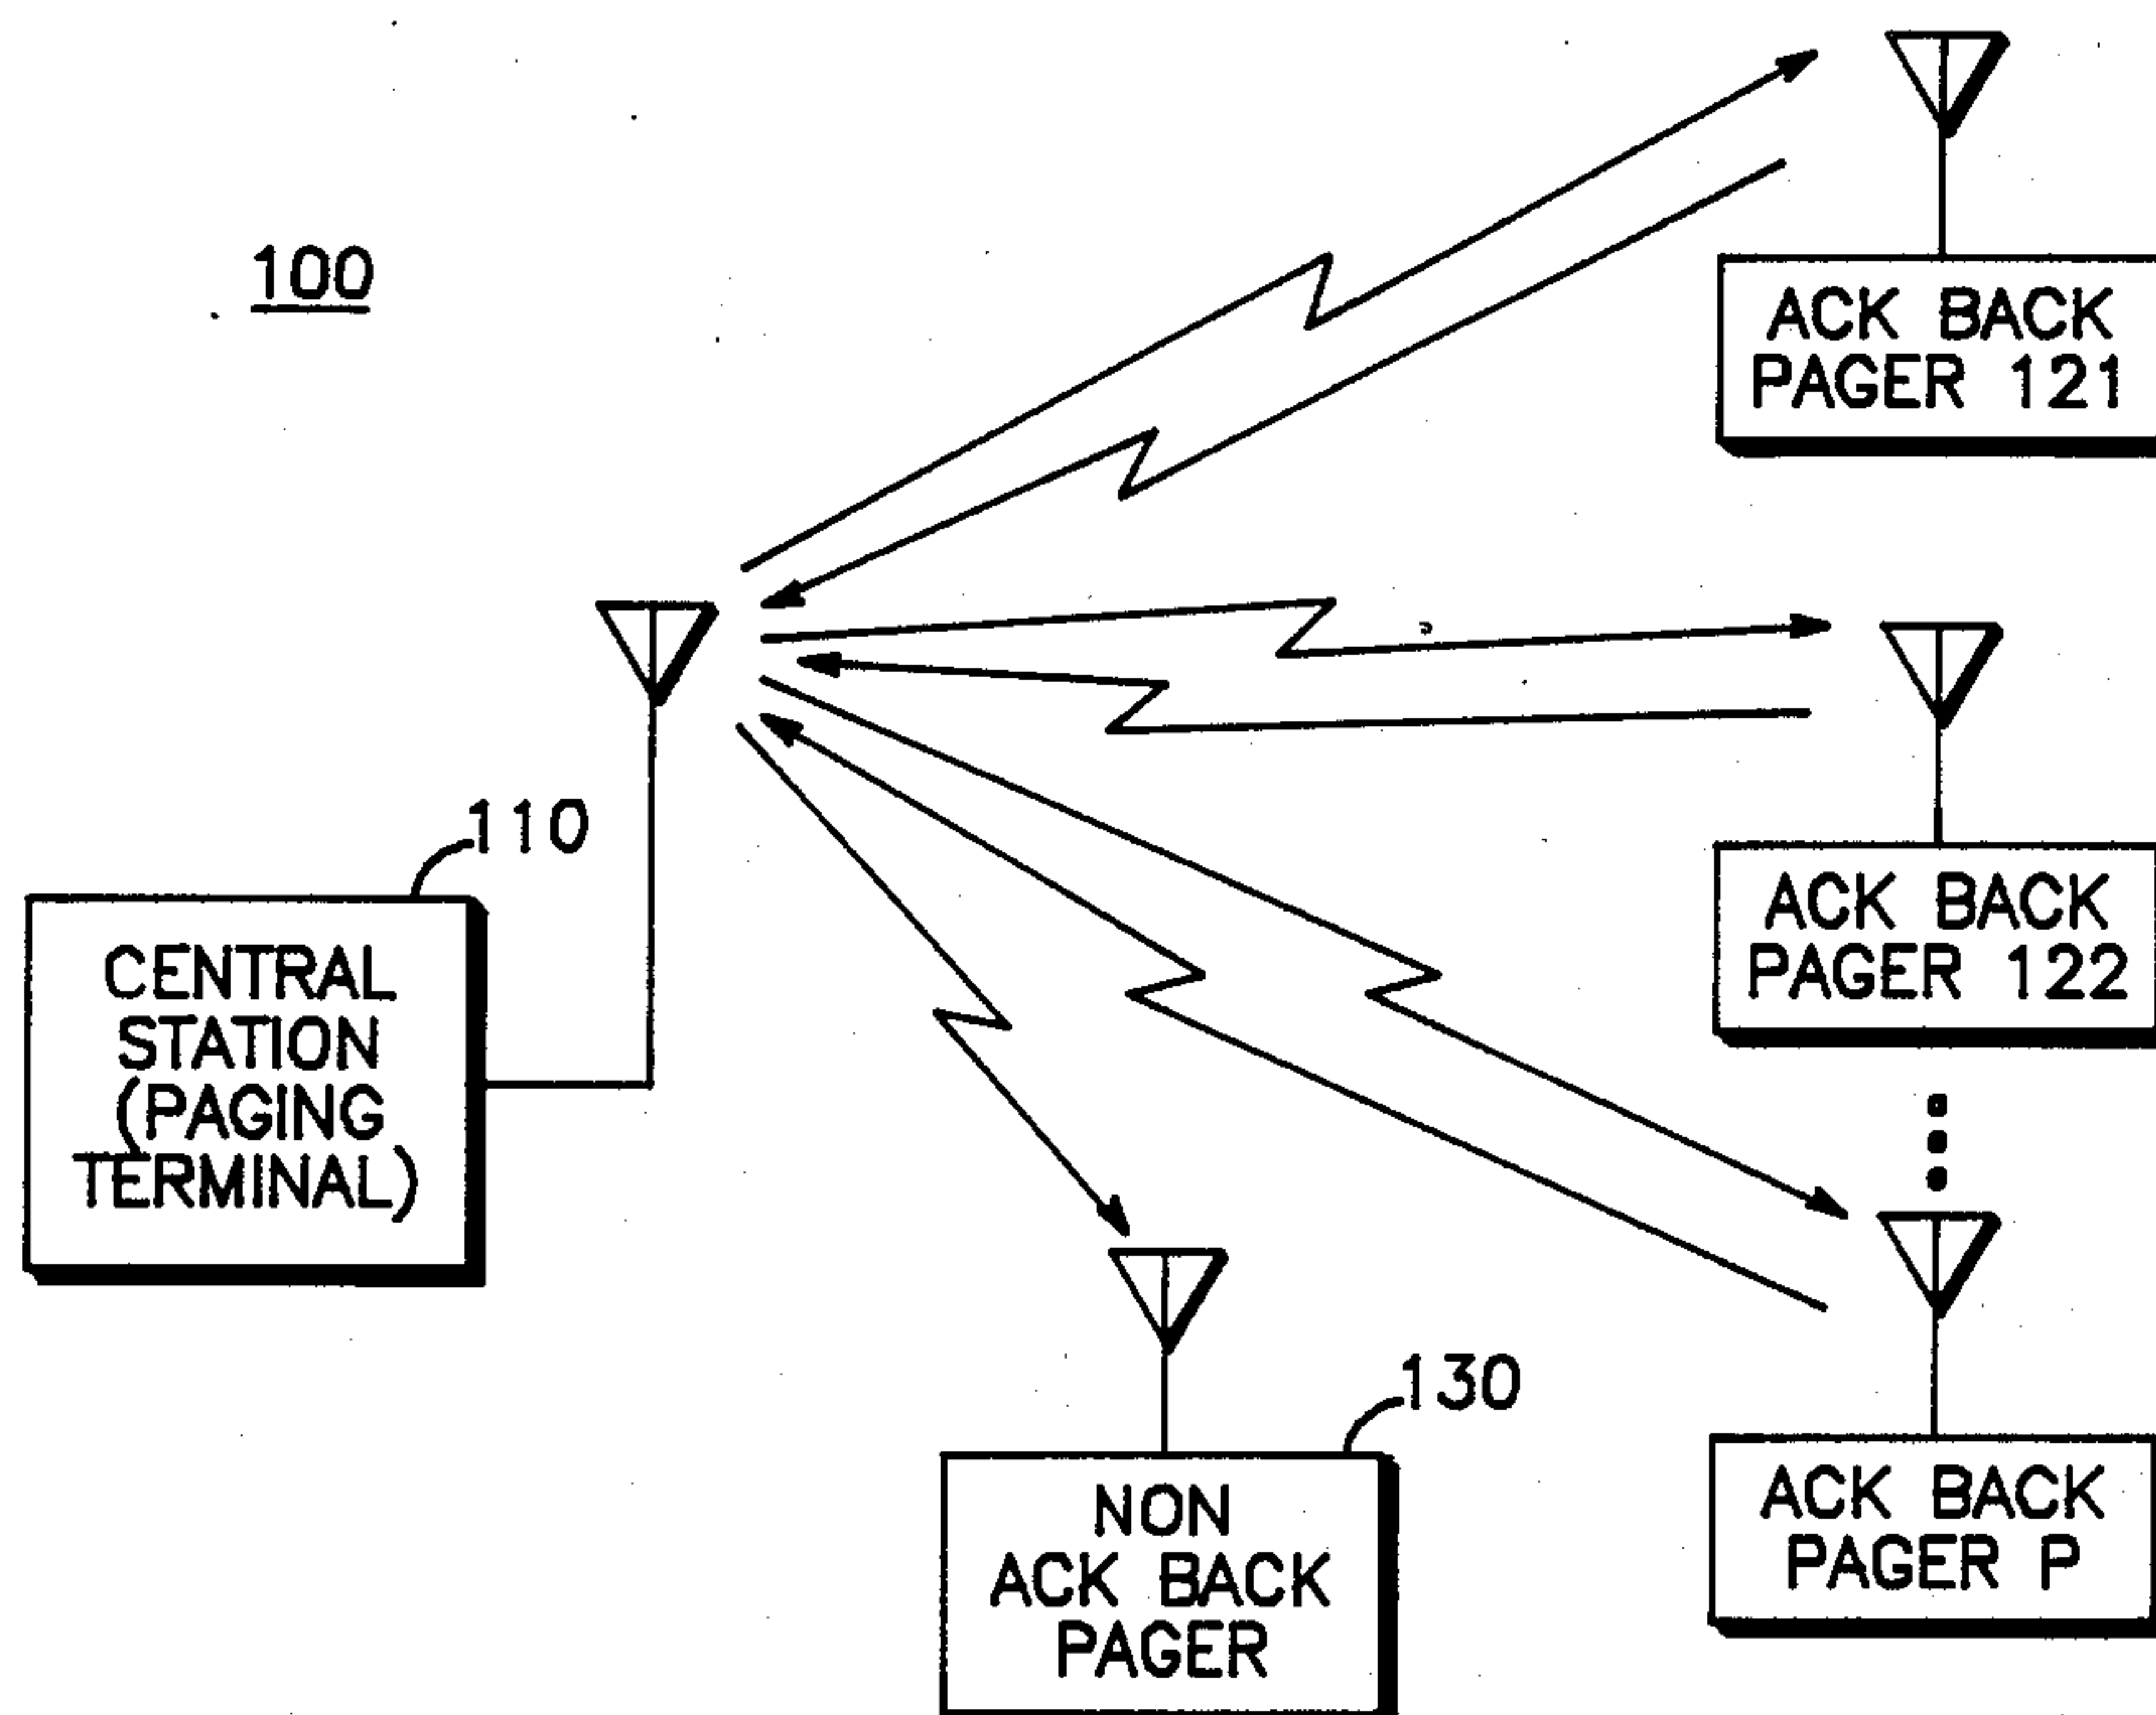 100
ACK BACK
PAGER 121
110
CENTRAL
STATION
(PAGING
TERMINAL)
ACK BACK
PAGER 122
130
NON
ACK BACK
PAGER
ACK BACK
PAGER P